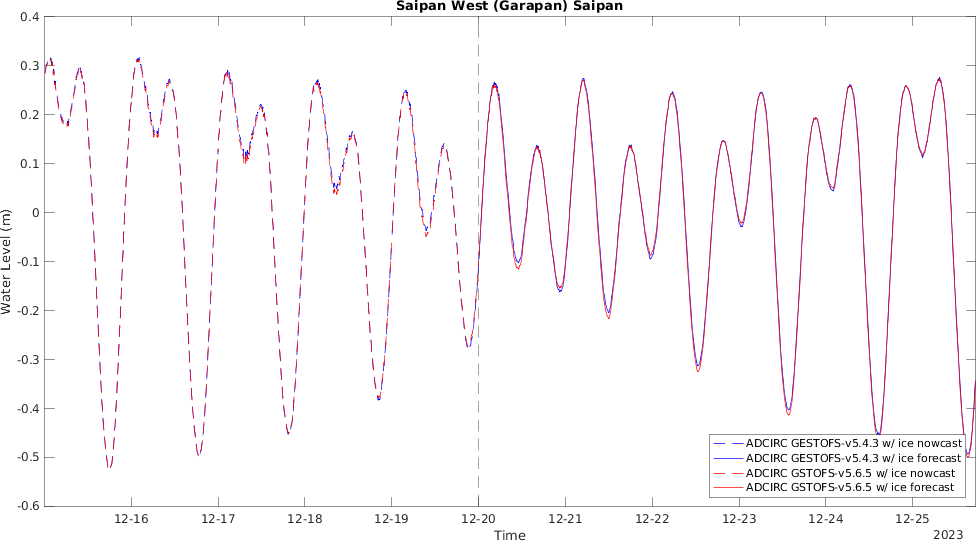 Saipan West (Garapan) Saipan
0.4
0.3
0.2
0.1
0
-0.1
-0.2
-0.3
-0.4
-0.5
-0.6
Water Level (m)
ADCIRC GESTOFS-v5.4.3 w/ ice nowcast
ADCIRC GESTOFS-v5.4.3 w/ ice forecast
ADCIRC GSTOFS-v5.6.5 w/ ice nowcast
ADCIRC GSTOFS-v5.6.5 w/ ice forecast
12-16 12-17 12-18 12-19 12-20 12-21 12-22 12-23 12-24 12-25
Time 2023